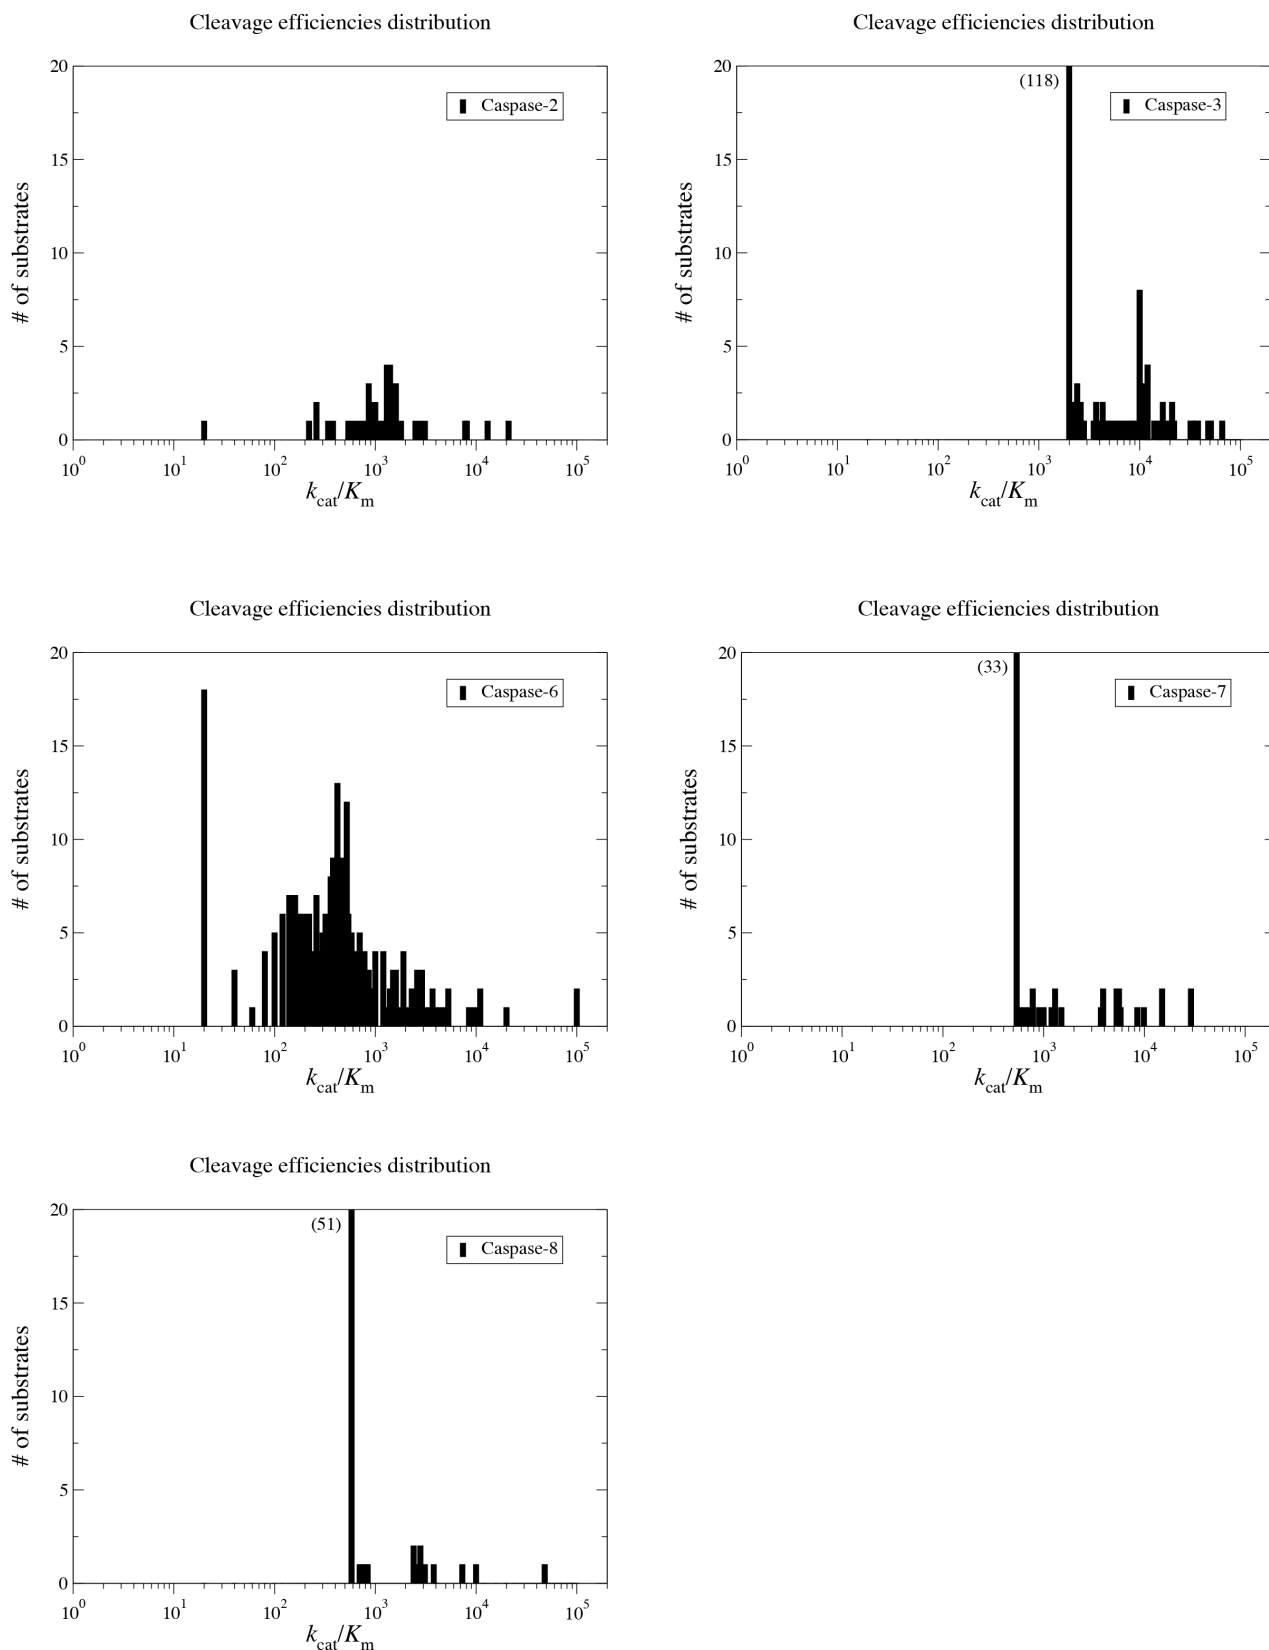 Cleavage efficiencies distribution
20
15
10
5
0
# of substrates
Caspase-2
10^0 10^1 10^2 10^3 10^4 10^5
k_cat/K_m
Cleavage efficiencies distribution
20
15
10
5
0
# of substrates
(118)
Caspase-3
10^0 10^1 10^2 10^3 10^4 10^5
k_cat/K_m
Cleavage efficiencies distribution
20
15
10
5
0
# of substrates
Caspase-6
10^0 10^1 10^2 10^3 10^4 10^5
k_cat/K_m
Cleavage efficiencies distribution
20
15
10
5
0
# of substrates
(33)
Caspase-7
10^0 10^1 10^2 10^3 10^4 10^5
k_cat/K_m
Cleavage efficiencies distribution
20
15
10
5
0
# of substrates
(51)
Caspase-8
10^0 10^1 10^2 10^3 10^4 10^5
k_cat/K_m